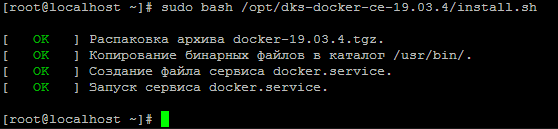 [root@localhost ~]# sudo bash /opt/dks-docker-ce-19.03.4/install.sh
[ OK ] Распаковка архива docker-19.03.4.tgz.
[ OK ] Копирование бинарных файлов в каталог /usr/bin/.
[ OK ] Создание файла сервиса docker.service.
[ OK ] Запуск сервиса docker.service.
[root@localhost ~]#